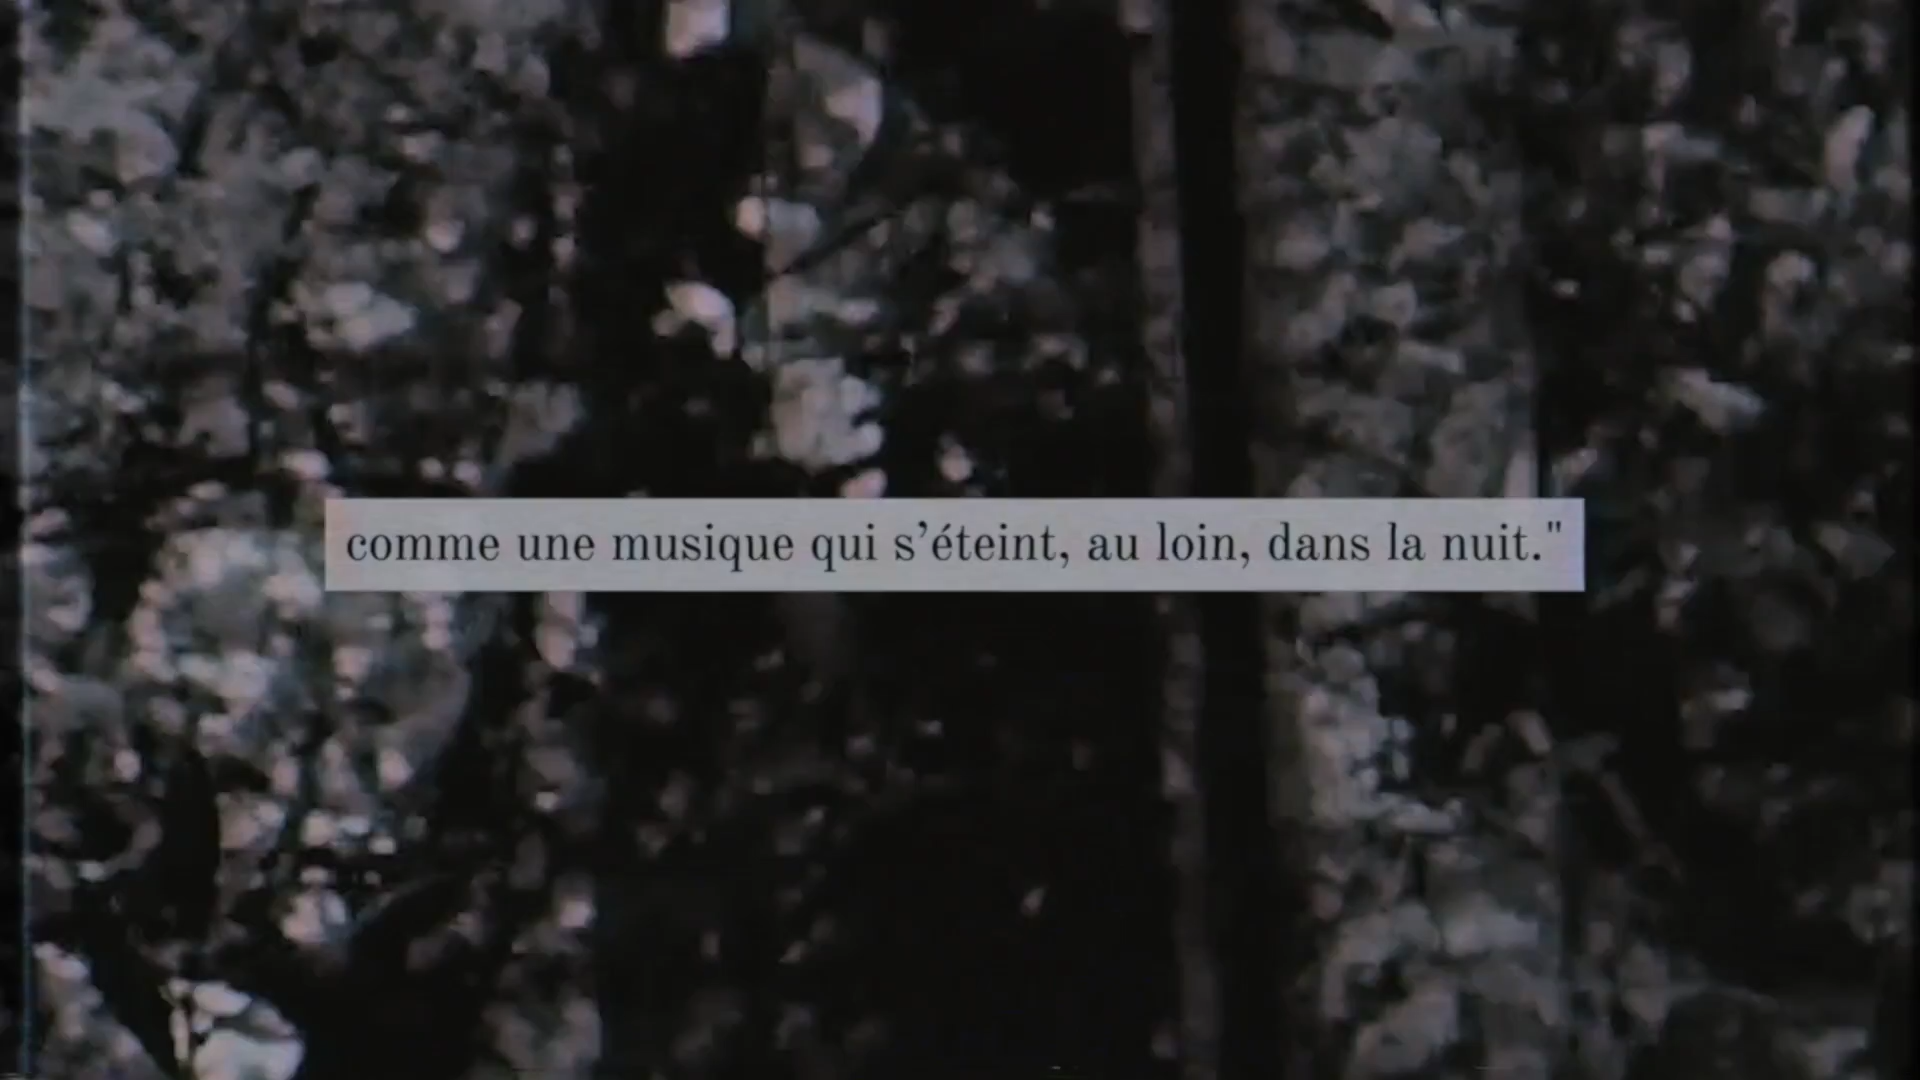 comme une musique qui s’éteint, au loin, dans la nuit."